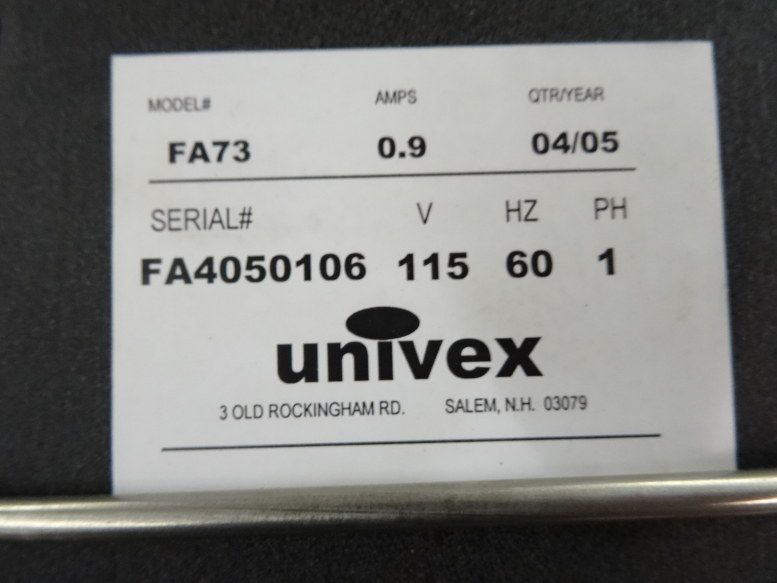 MODEL# AMPS QTR/YEAR
FA73 0.9 04/05
SERIAL# V HZ PH
FA4050106 115 60 1
univex
3 OLD ROCKINGHAM RD. SALEM, N.H. 03079